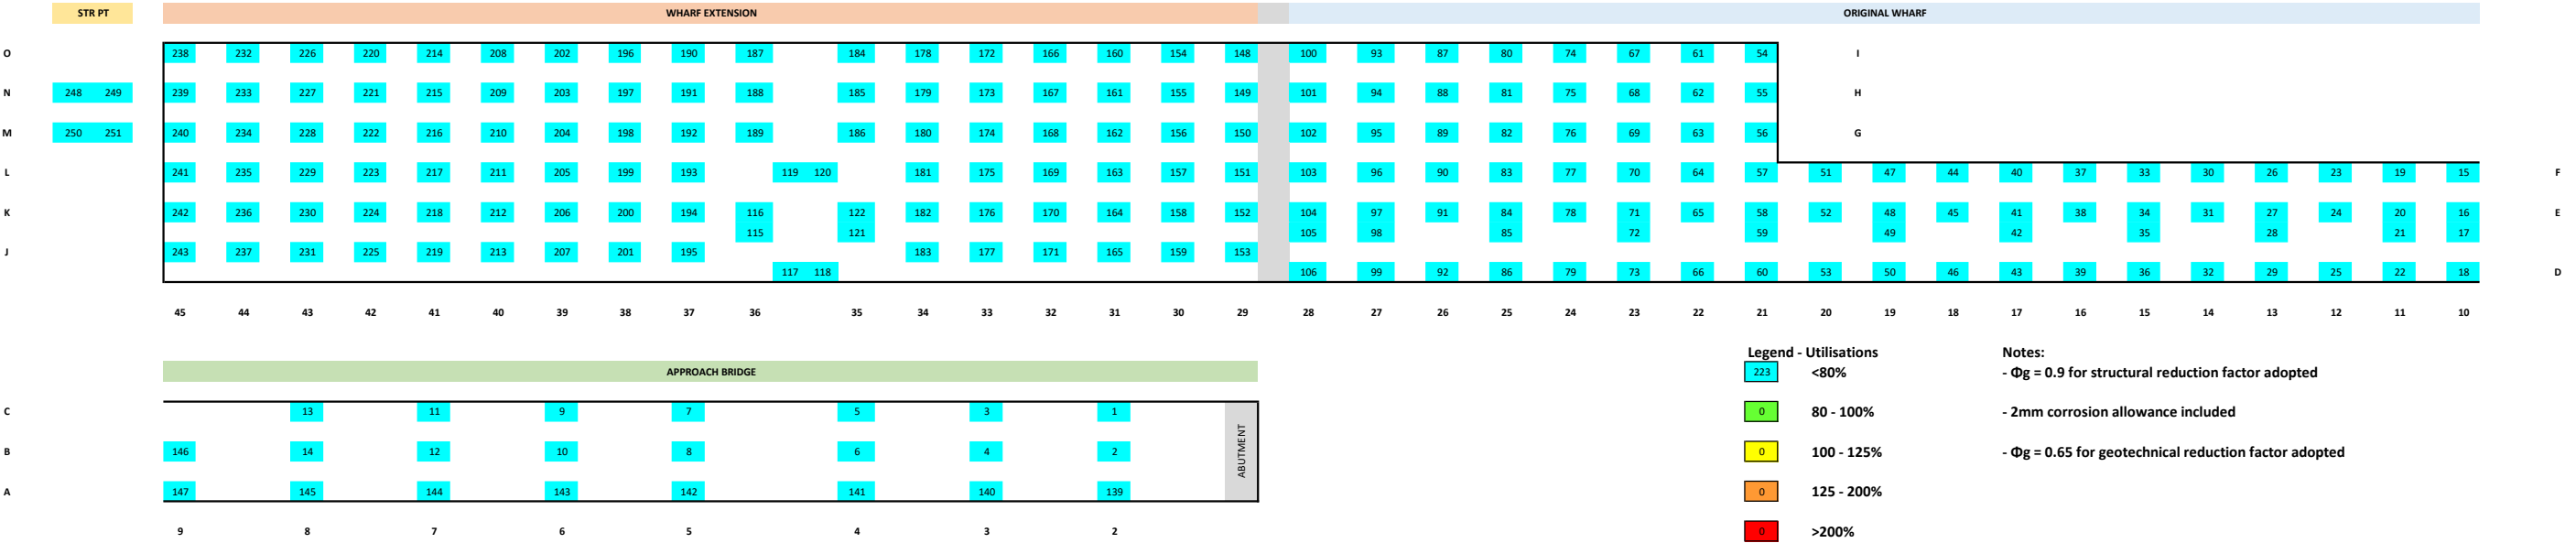 STR PT WHARF EXTENSION ORIGINAL WHARF
O 238 232 226 220 214 208 202 196 190 187 184 178 172 166 160 154 148 100 93 87 80 74 67 61 54 I
N 248 249 239 233 227 221 215 209 203 197 191 188 185 179 173 167 161 155 149 101 94 88 81 75 68 62 55 H
M 250 251 240 234 228 222 216 210 204 198 192 189 186 180 174 168 162 156 150 102 95 89 82 76 69 63 56 G
L 241 235 229 223 217 211 205 199 193 119 120 181 175 169 163 157 151 103 96 90 83 77 70 64 57 51 47 44 40 37 33 30 26 23 19 15 F
K 242 236 230 224 218 212 206 200 194 116 122 182 176 170 164 158 152 104 97 91 84 78 71 65 58 52 48 45 41 38 34 31 27 24 20 16 E
115 121 105 98 85 72 59 49 42 35 28 21 17
J 243 237 231 225 219 213 207 201 195 183 177 171 165 159 153
117 118 106 99 92 86 79 73 66 60 53 50 46 43 39 36 32 29 25 22 18 D
45 44 43 42 41 40 39 38 37 36 35 34 33 32 31 30 29 28 27 26 25 24 23 22 21 20 19 18 17 16 15 14 13 12 11 10
APPROACH BRIDGE
C 13 11 9 7 5 3 1
B 146 14 12 10 8 6 4 2
A 147 145 144 143 142 141 140 139
ABUTMENT
9 8 7 6 5 4 3 2
Legend - Utilisations
223 <80%
0 80 - 100%
0 100 - 125%
0 125 - 200%
0 >200%
Notes:
- Φg = 0.9 for structural reduction factor adopted
- 2mm corrosion allowance included
- Φg = 0.65 for geotechnical reduction factor adopted